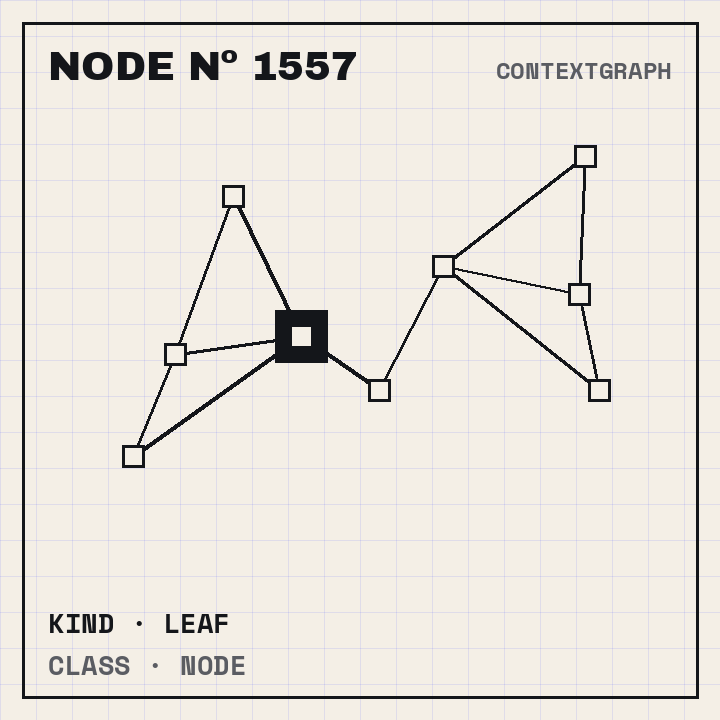 NODE Nº 1557
CONTEXTGRAPH
KIND · LEAF
CLASS · NODE